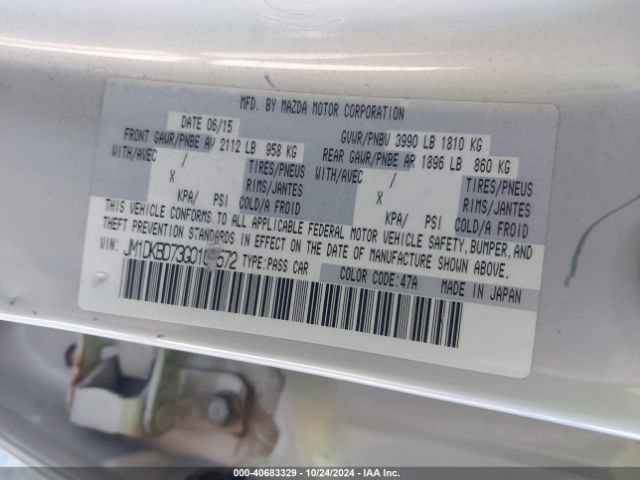 MFD. BY MAZDA MOTOR CORPORATION
DATE 06/15
GVWR/PNBV 3990 LB 1810 KG
FRONT GAWR/PNBE AV 2112 LB 958 KG
REAR GAWR/PNBE AR 1896 LB 860 KG
WITH/AVEC / TIRES/PNEUS
WITH/AVEC / TIRES/PNEUS
X RIMS/JANTES
X RIMS/JANTES
KPA/ PSI COLD/A FROID
KPA/ PSI COLD/A FROID
THIS VEHICLE CONFORMS TO ALL APPLICABLE FEDERAL MOTOR VEHICLE SAFETY, BUMPER, AND
THEFT PREVENTION STANDARDS IN EFFECT ON THE DATE OF MANUFACTURE SHOWN ABOVE.
VIN: TYPE:PASS CAR
COLOR CODE:47A MADE IN JAPAN
000-40683329 - 10/24/2024 - IAA Inc.